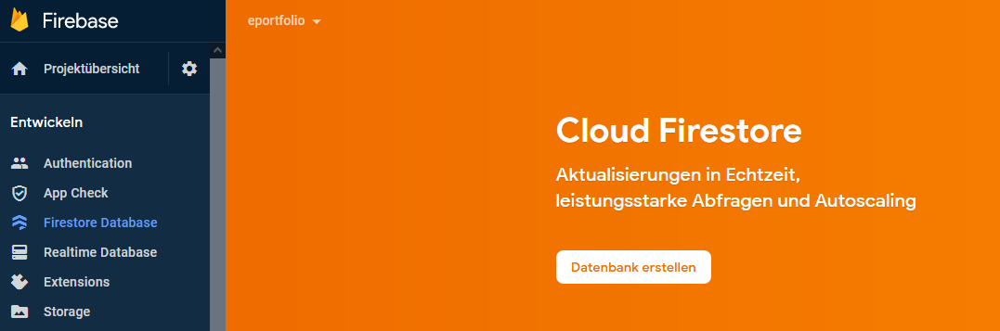 Firebase
eportfolio
Projektübersicht
Entwickeln
Authentication
App Check
Firestore Database
Realtime Database
Extensions
Storage
Cloud Firestore
Aktualisierungen in Echtzeit,
leistungsstarke Abfragen und Autoscaling
Datenbank erstellen